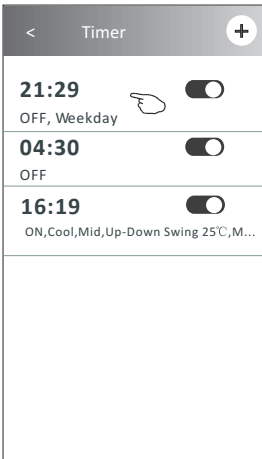 < Timer +
21:29
OFF, Weekday
04:30
OFF
16:19
ON,Cool,Mid,Up-Down Swing 25℃,M...